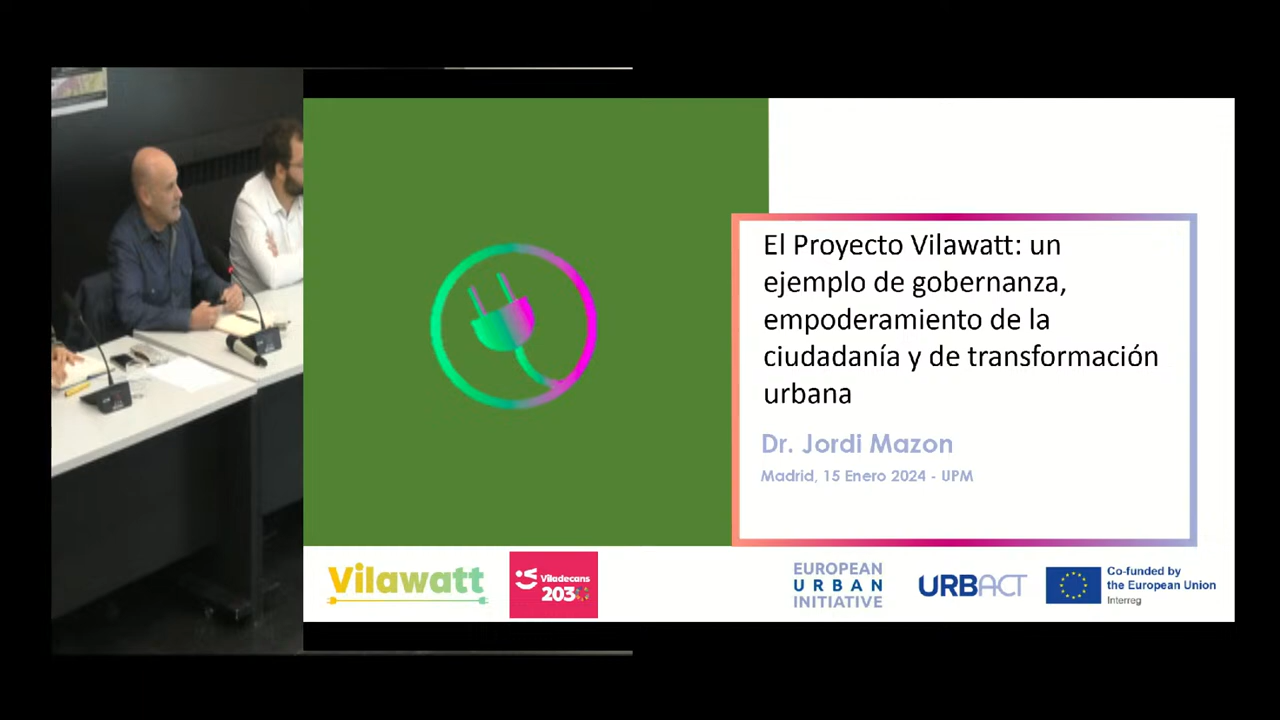 El Proyecto Vilawatt: un
ejemplo de gobernanza,
empoderamiento de la
ciudadanía y de transformación
urbana
Dr. Jordi Mazon
Madrid, 15 Enero 2024 - UPM
Vilawatt
Viladecans
2030
EUROPEAN
URBAN
INITIATIVE
URBACT
Co-funded by
the European Union
Interreg